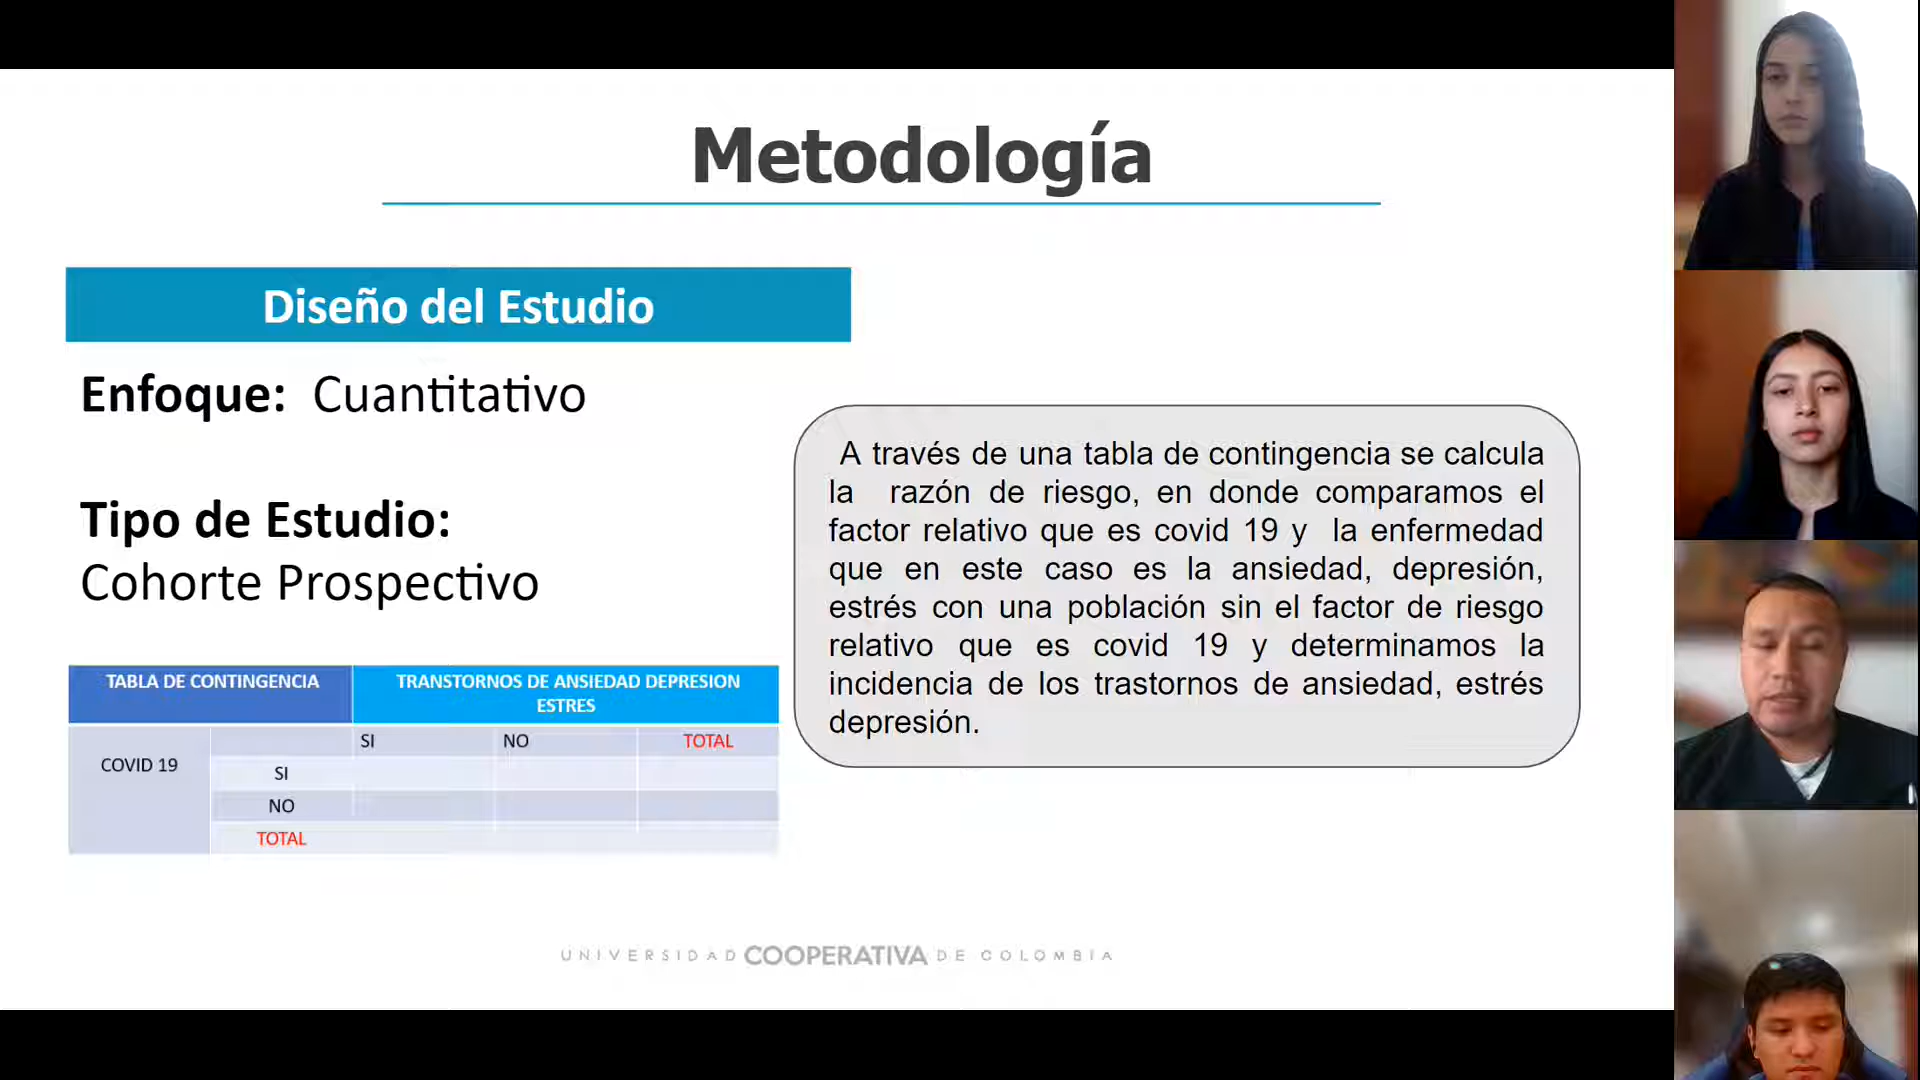 Metodología
Diseño del Estudio
Enfoque: Cuantitativo
Tipo de Estudio:
Cohorte Prospectivo
TABLA DE CONTINGENCIA
TRANSTORNOS DE ANSIEDAD DEPRESION
ESTRES
SI NO TOTAL
COVID 19
SI
NO
TOTAL
A través de una tabla de contingencia se calcula
la razón de riesgo, en donde comparamos el
factor relativo que es covid 19 y la enfermedad
que en este caso es la ansiedad, depresión,
estrés con una población sin el factor de riesgo
relativo que es covid 19 y determinamos la
incidencia de los trastornos de ansiedad, estrés
depresión.
UNIVERSIDAD COOPERATIVA DE COLOMBIA